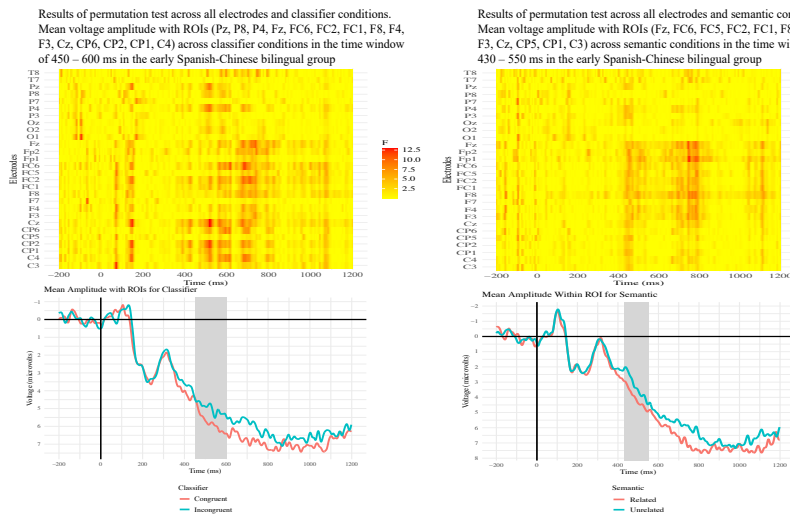 Results of permutation test across all electrodes and classifier conditions.
Mean voltage amplitude with ROIs (Pz, P8, P4, Fz, FC6, FC2, FC1, F8, F4,
F3, Cz, CP6, CP2, CP1, C4) across classifier conditions in the time window
of 450 – 600 ms in the early Spanish-Chinese bilingual group
T8
T7
Pz
P8
P7
P4
P3
Oz
O2
O1
Fz
Fp2
Fp1
FC6
FC5
FC2
FC1
F8
F7
F4
F3
Cz
CP6
CP5
CP2
CP1
C4
C3
Electrodes
−200
0
200
400
600
800
1000
1200
Time (ms)
F
12.5
10.0
7.5
5.0
2.5
Mean Amplitude with ROIs for Classifier
Voltage(microvolts)
−1
0
1
2
3
4
5
6
7
−200
0
200
400
600
800
1000
1200
Time (ms)
Classifier
Congruent
Incongruent
Results of permutation test across all electrodes and semantic
Mean voltage amplitude with ROIs (Fz, FC6, FC5, FC2, FC1, F8
F3, Cz, CP5, CP1, C3) across semantic conditions in the time
430 – 550 ms in the early Spanish-Chinese bilingual group
T8
T7
Pz
P8
P7
P4
P3
Oz
O2
O1
Fz
Fp2
Fp1
FC6
FC5
FC2
FC1
F8
F7
F4
F3
Cz
CP6
CP5
CP2
CP1
C4
C3
Electrodes
−200
0
200
400
600
800
1000
1200
Time (ms)
Mean Amplitude Within ROI for Semantic
Voltage (microvolts)
−2
−1
0
1
2
3
4
5
6
7
8
−200
0
200
400
600
800
1000
1200
Time (ms)
Semantic
Related
Unrelated